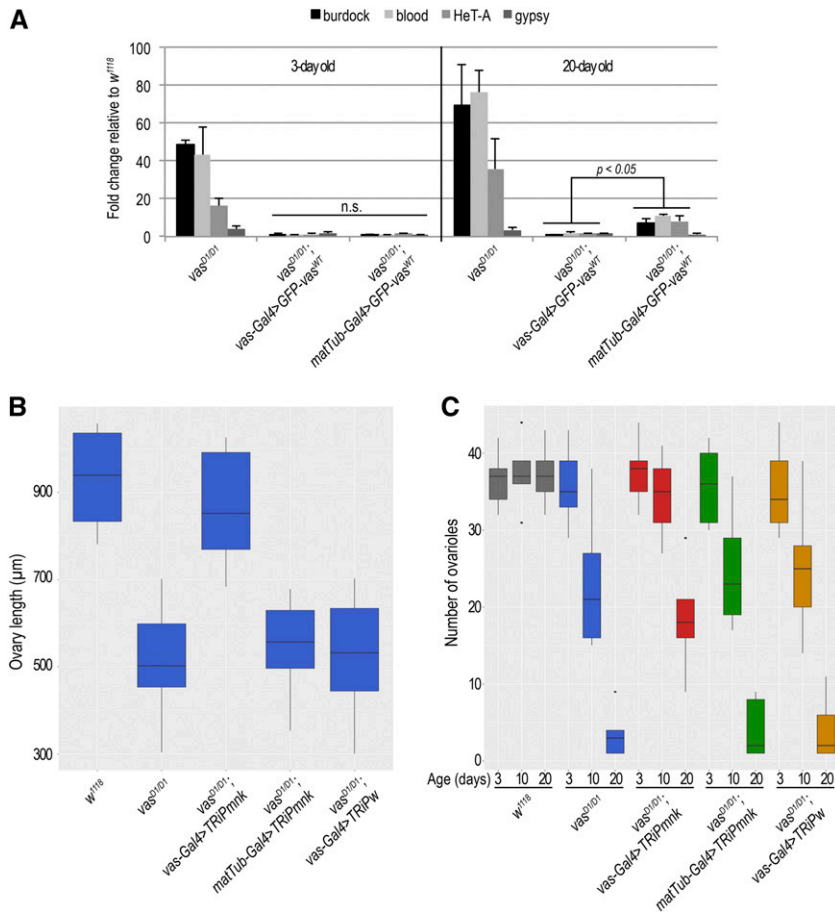 A
burdock blood HeT-A gypsy
Fold change relative to w1118
100
80
60
40
20
0
3-day old
20-day old
n.s.
p < 0.05
vasD1/D1
vasD1/D1;
vas-Gal4>GFP-vasWT
vasD1/D1;
matTub-Gal4>GFP-vasWT
vasD1/D1
vasD1/D1;
vas-Gal4>GFP-vasWT
vasD1/D1;
matTub-Gal4>GFP-vasWT
B
Ovary length (µm)
900
700
500
300
w1118
vasD1/D1
vasD1/D1;
vas-Gal4>TRiPmnk
vasD1/D1;
matTub-Gal4>TRiPmnk
vasD1/D1;
vas-Gal4>TRiPw
C
Number of ovarioles
40
30
20
10
0
Age (days) 3 10 20 3 10 20 3 10 20 3 10 20 3 10 20
w1118
vasD1/D1
vasD1/D1;
vas-Gal4>TRiPmnk
vasD1/D1;
matTub-Gal4>TRiPmnk
vasD1/D1;
vas-Gal4>TRiPw